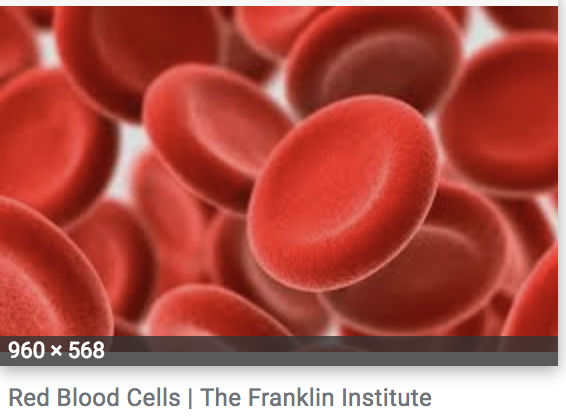 960 × 568
Red Blood Cells | The Franklin Institute